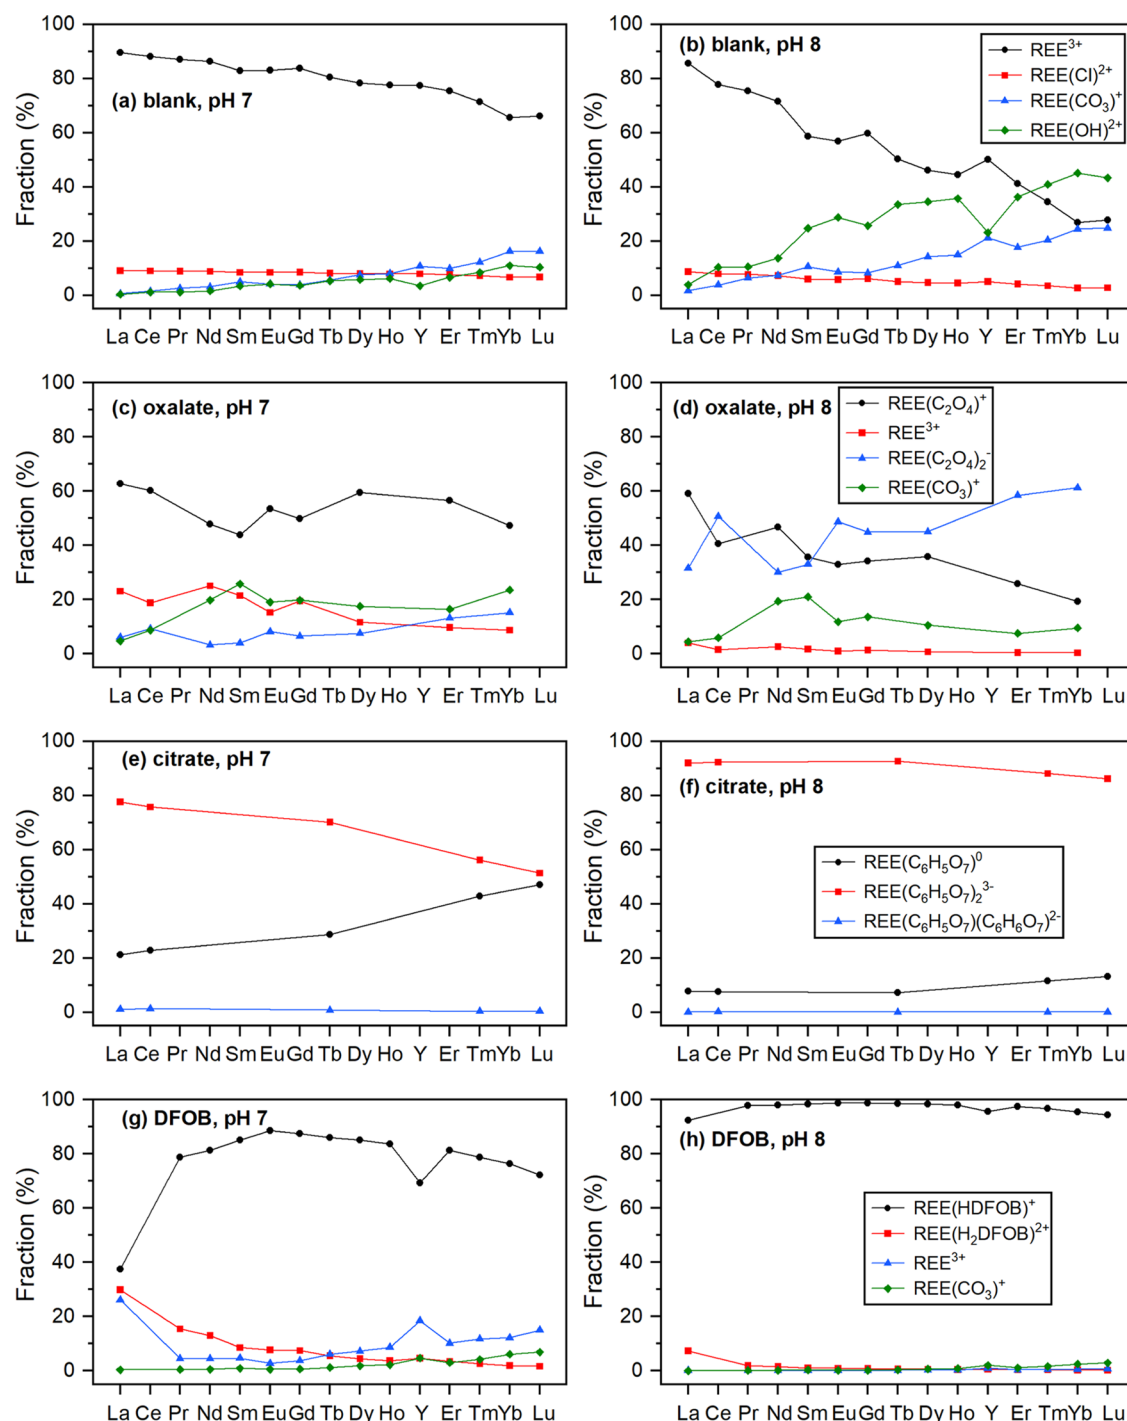 100
80
60
40
20
0
Fraction (%)
(a) blank, pH 7
La Ce Pr Nd Sm Eu Gd Tb Dy Ho Y Er Tm Yb Lu
100
80
60
40
20
0
Fraction (%)
(b) blank, pH 8
REE³⁺
REE(Cl)²⁺
REE(CO₃)⁺
REE(OH)²⁺
La Ce Pr Nd Sm Eu Gd Tb Dy Ho Y Er Tm Yb Lu
100
80
60
40
20
0
Fraction (%)
(c) oxalate, pH 7
La Ce Pr Nd Sm Eu Gd Tb Dy Ho Y Er Tm Yb Lu
100
80
60
40
20
0
Fraction (%)
(d) oxalate, pH 8
REE(C₂O₄)⁺
REE³⁺
REE(C₂O₄)₂⁻
REE(CO₃)⁺
La Ce Pr Nd Sm Eu Gd Tb Dy Ho Y Er Tm Yb Lu
100
80
60
40
20
0
Fraction (%)
(e) citrate, pH 7
La Ce Pr Nd Sm Eu Gd Tb Dy Ho Y Er Tm Yb Lu
100
80
60
40
20
0
Fraction (%)
(f) citrate, pH 8
REE(C₆H₅O₇)⁰
REE(C₆H₅O₇)₂³⁻
REE(C₆H₅O₇)(C₆H₆O₇)²⁻
La Ce Pr Nd Sm Eu Gd Tb Dy Ho Y Er Tm Yb Lu
100
80
60
40
20
0
Fraction (%)
(g) DFOB, pH 7
La Ce Pr Nd Sm Eu Gd Tb Dy Ho Y Er Tm Yb Lu
100
80
60
40
20
0
Fraction (%)
(h) DFOB, pH 8
REE(HDFOB)⁺
REE(H₂DFOB)²⁺
REE³⁺
REE(CO₃)⁺
La Ce Pr Nd Sm Eu Gd Tb Dy Ho Y Er Tm Yb Lu